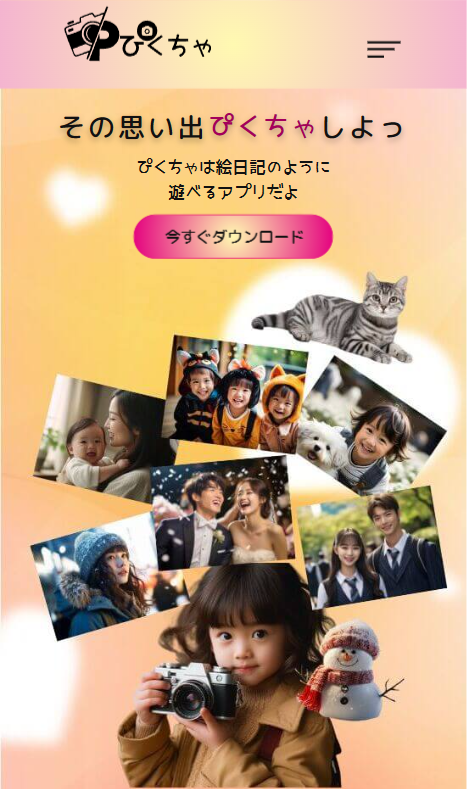 ぴくちゃ
その思い出ぴくちゃしよっ
ぴくちゃは絵日記のように
遊べるアプリだよ
今すぐダウンロード